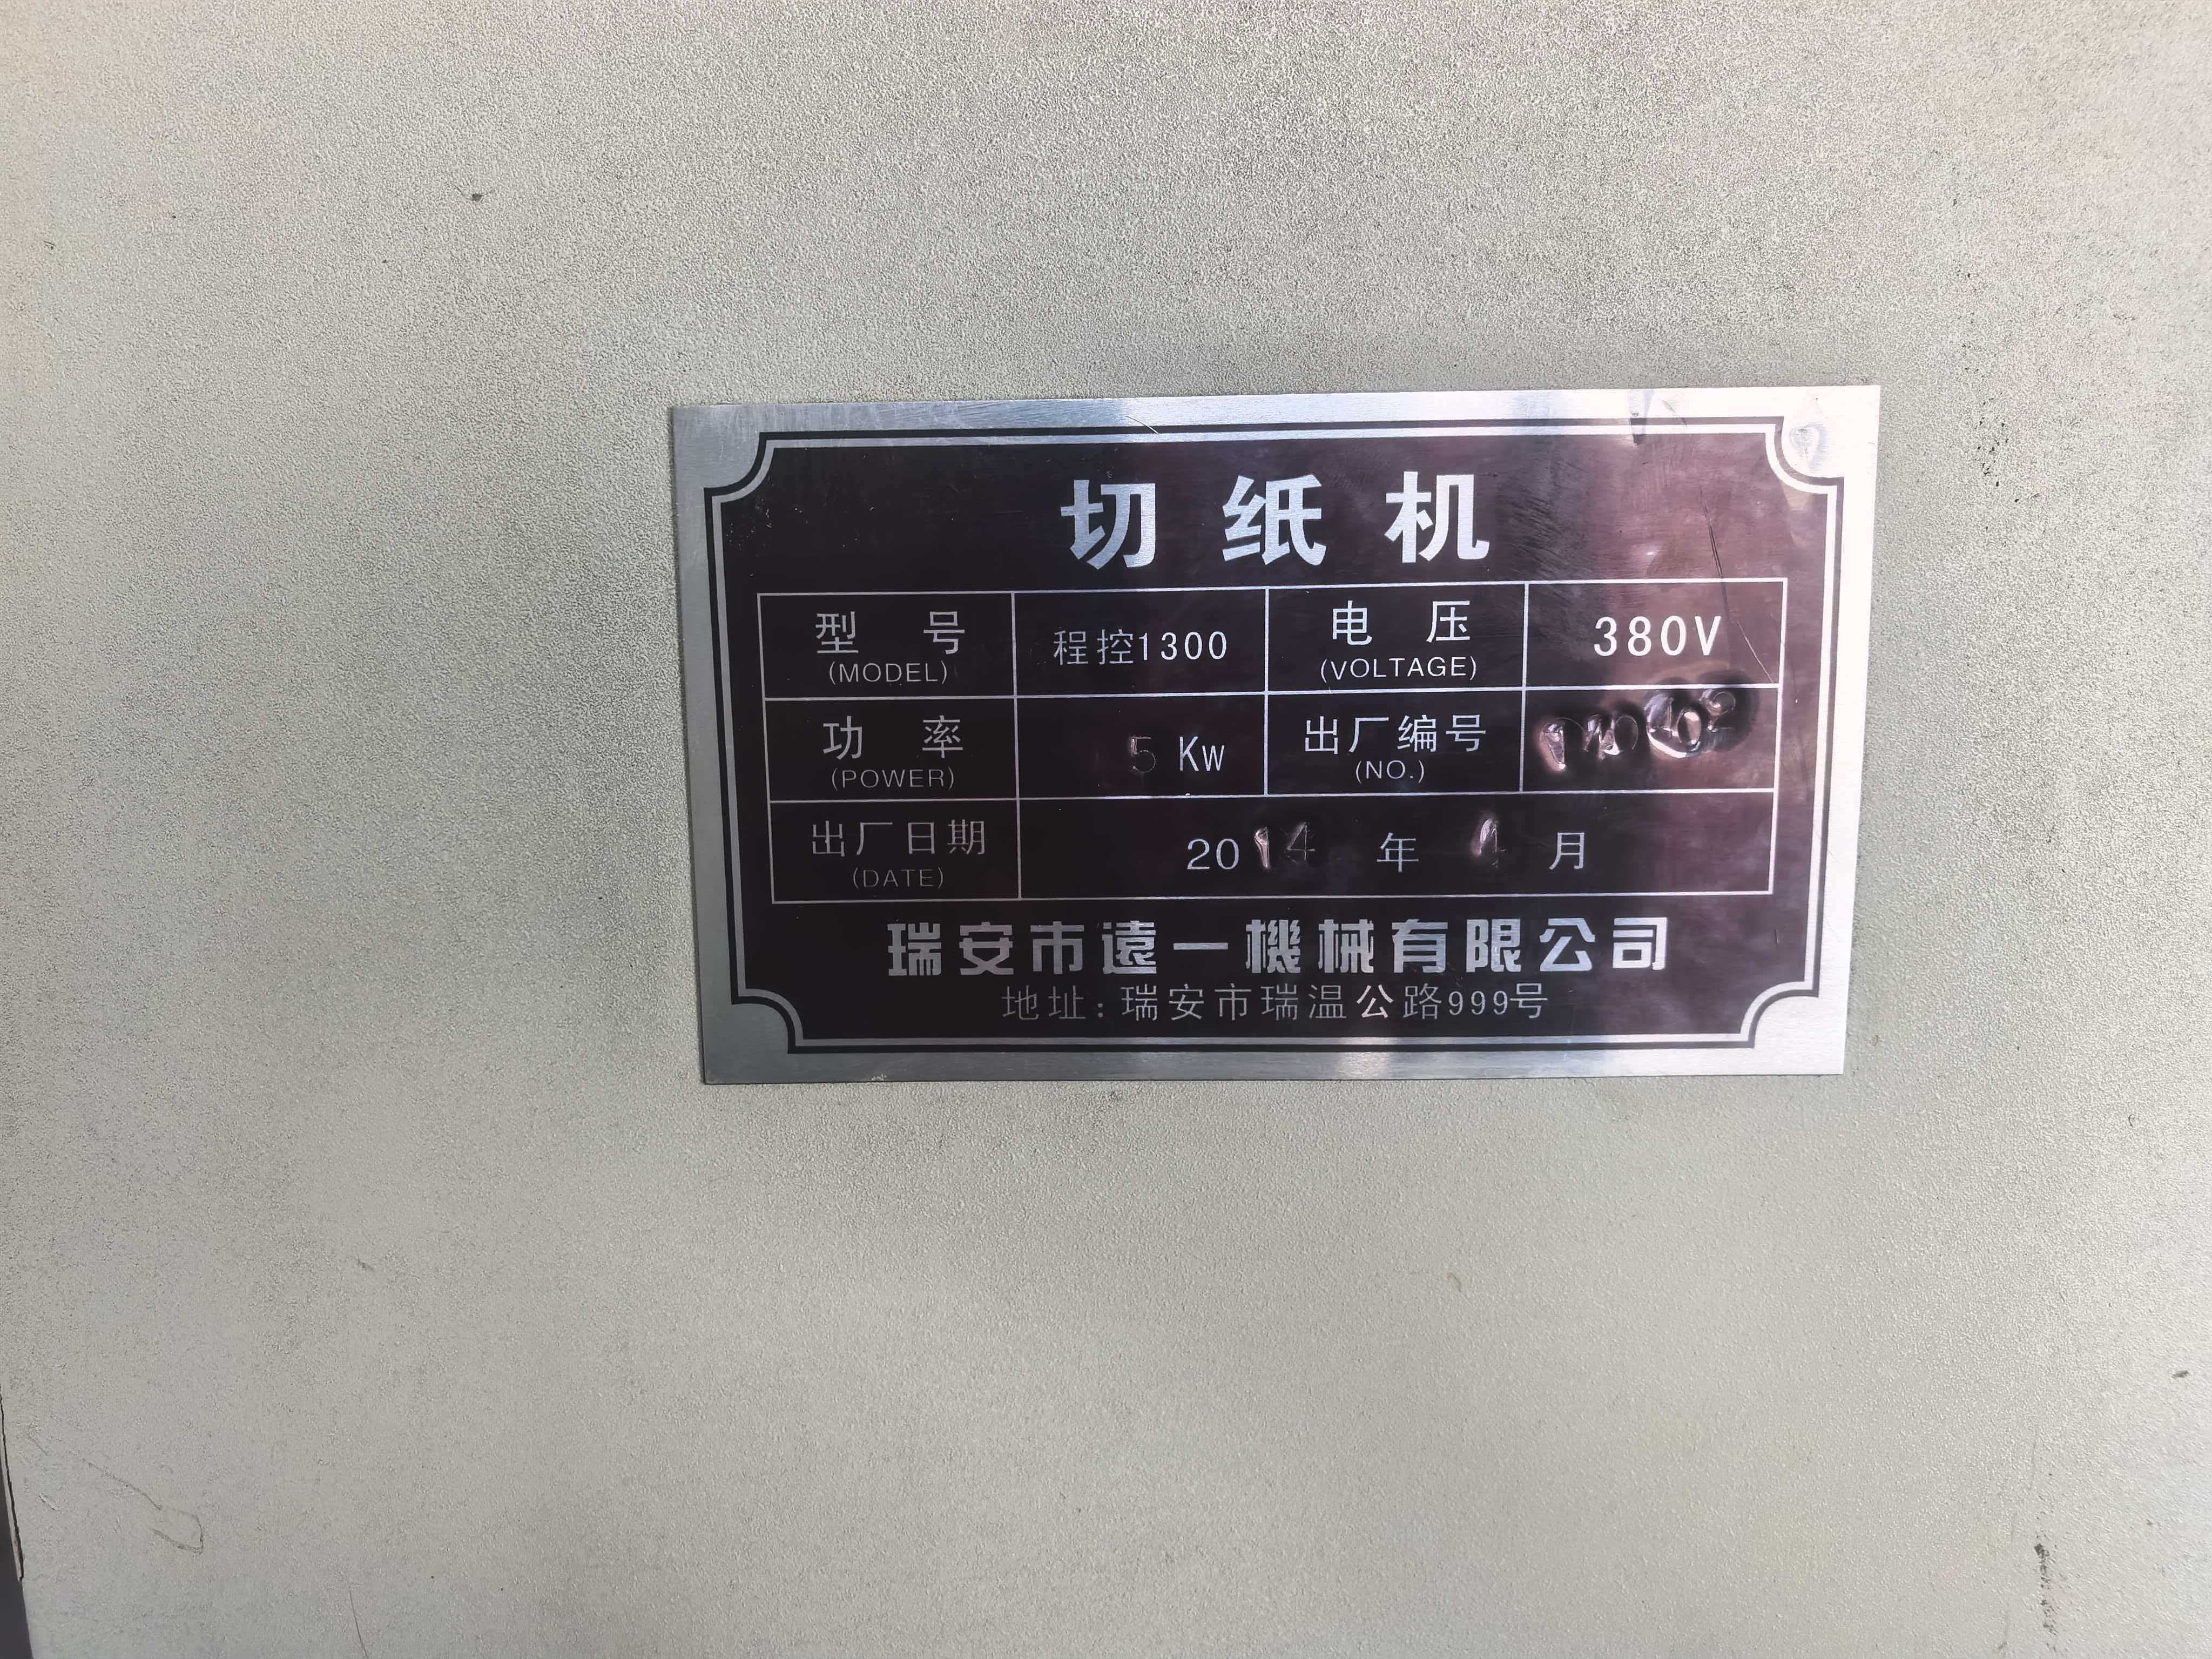 切纸机
型号 程控1300 电压 380V
(MODEL) (VOLTAGE)
功率 5 Kw 出厂编号
(POWER) (NO.)
出厂日期 2014 年 4 月
(DATE)
瑞安市遠一機械有限公司
地址:瑞安市瑞温公路999号